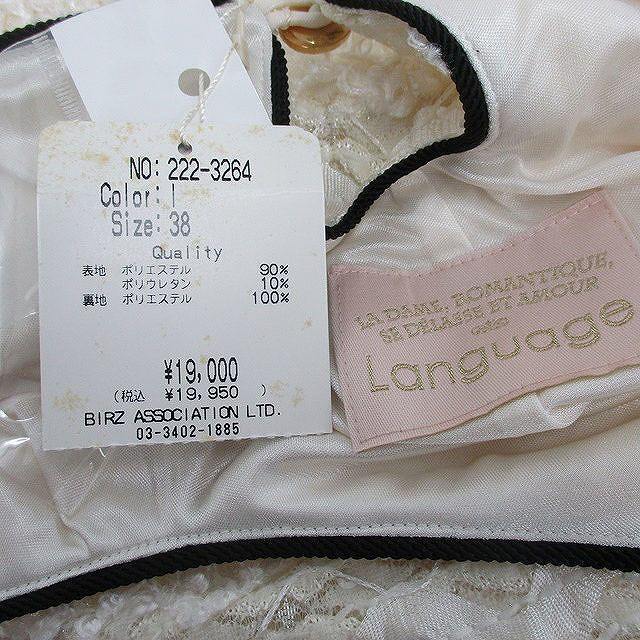 NO: 222-3264
Color: I
Size: 38
Quality
表地 ポリエステル 90%
ポリウレタン 10%
裏地 ポリエステル 100%
¥19,000
(税込 ¥19,950 )
BIRZ ASSOCIATION LTD.
03-3402-1885
LA DAME, ROMANTIQUE,
SE DÉLAISSE ET AMOUR
Language